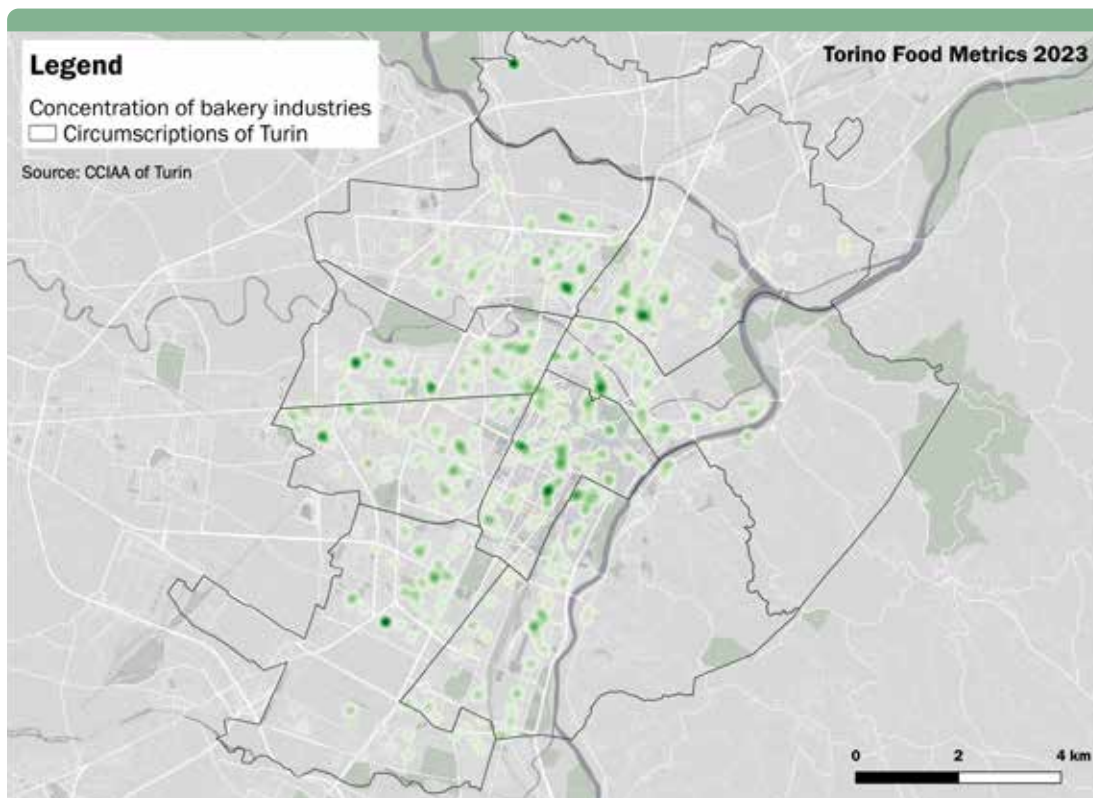 Legend
Torino Food Metrics 2023
Concentration of bakery industries
Circumscriptions of Turin
Source: CCIAA of Turin
0 2 4 km